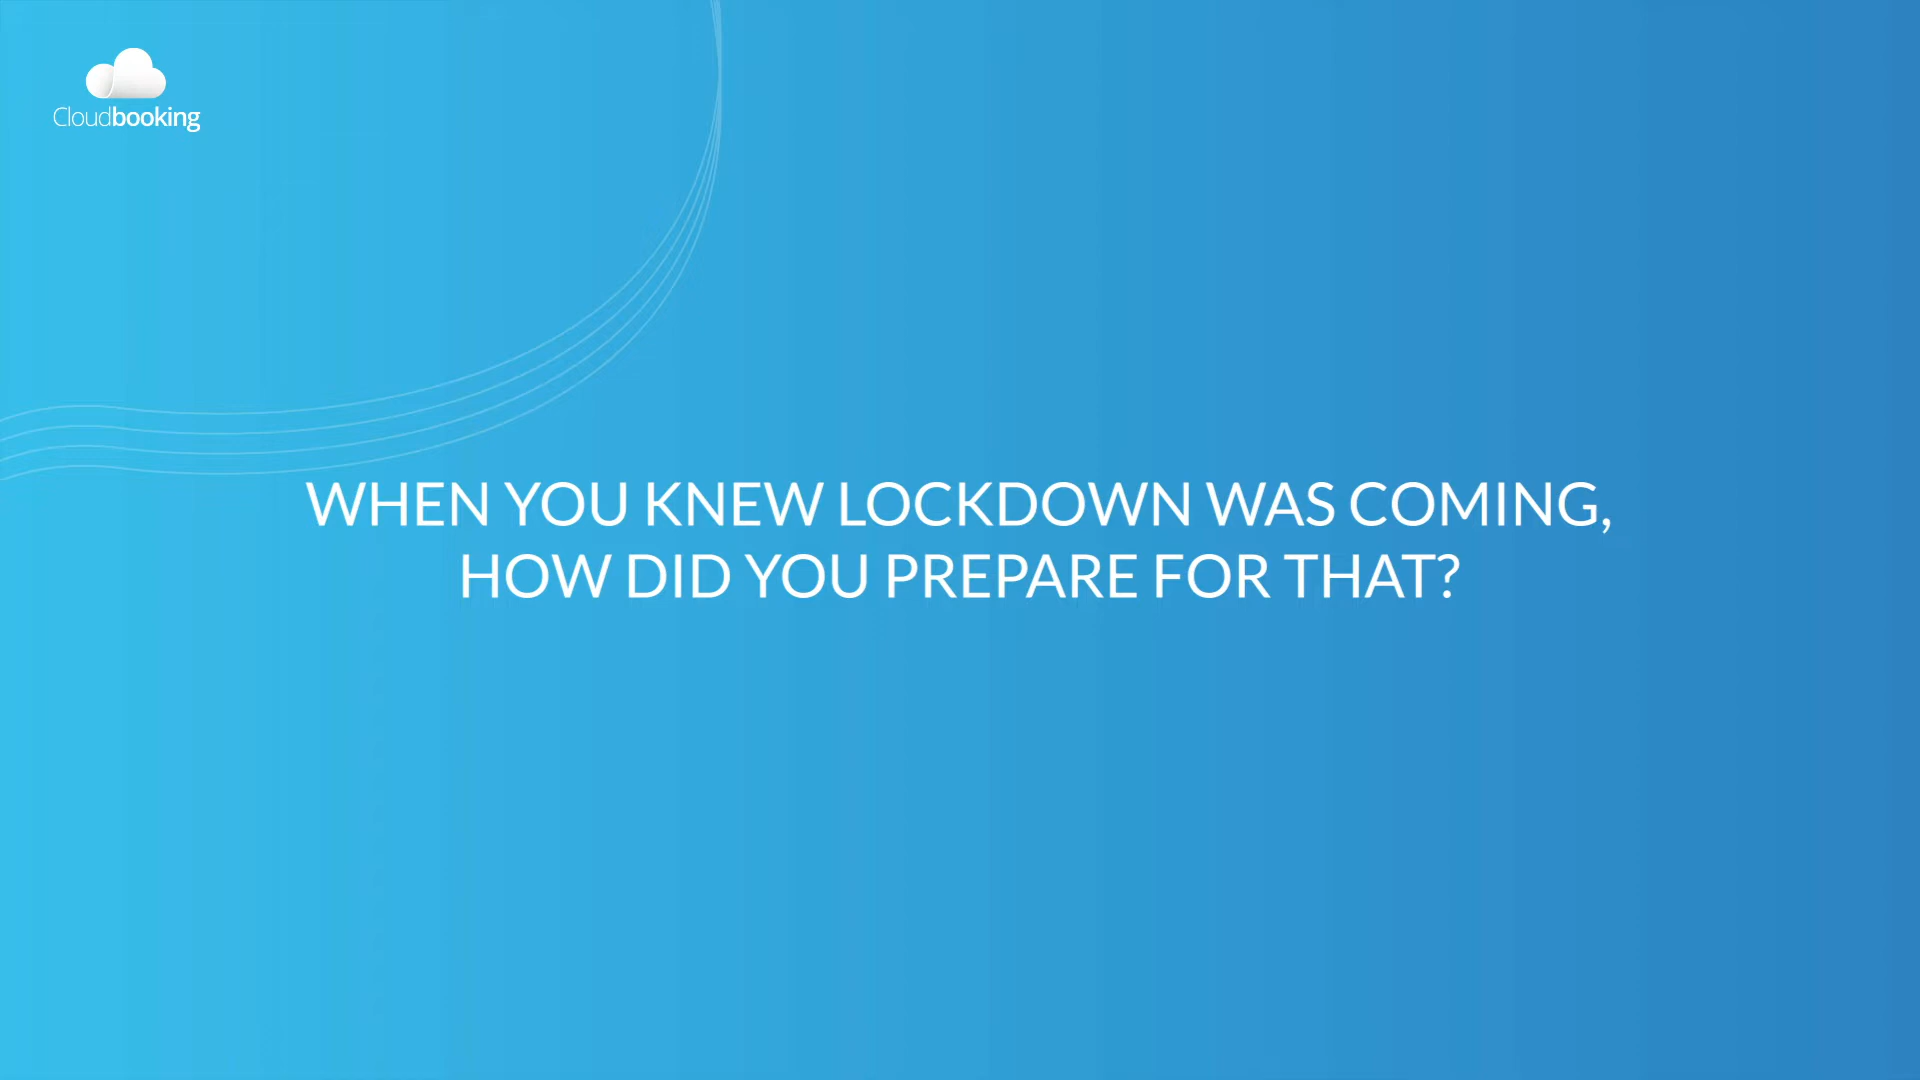 Cloudbooking
WHEN YOU KNEW LOCKDOWN WAS COMING,
HOW DID YOU PREPARE FOR THAT?